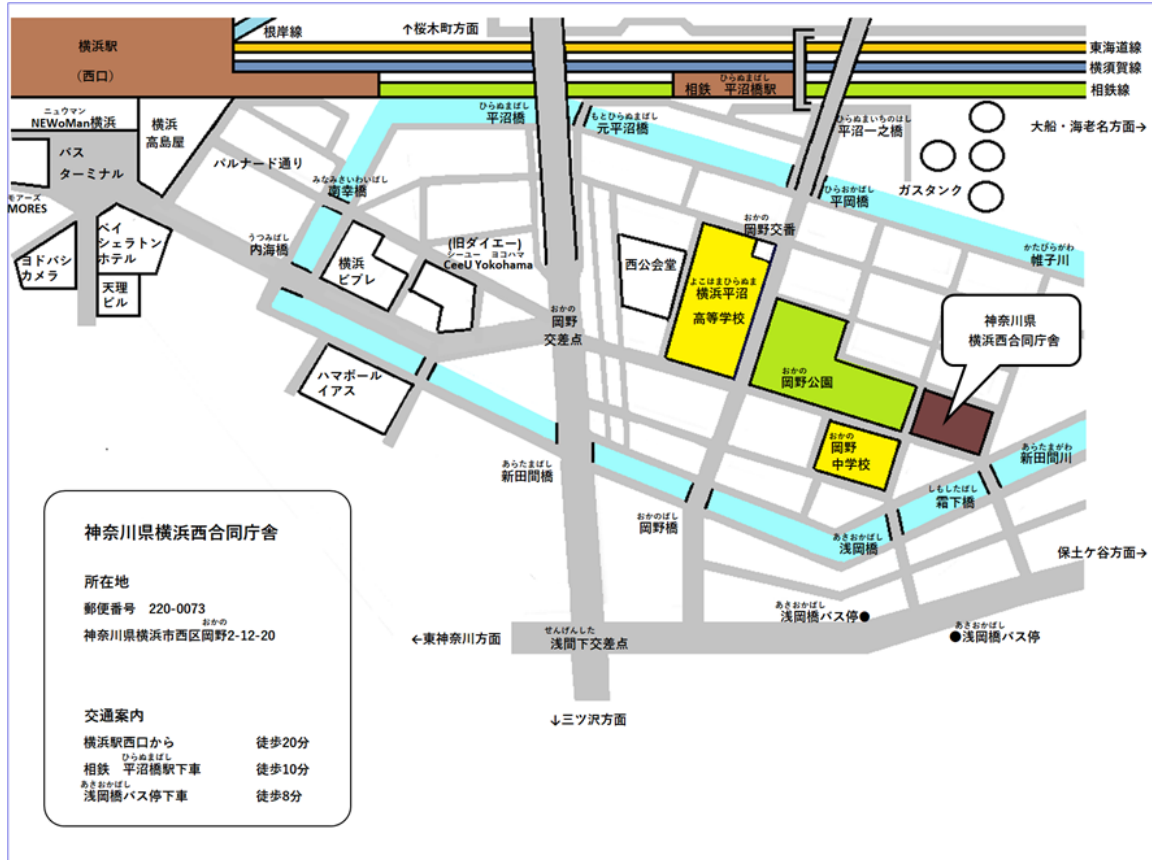 根岸線
↑桜木町方面
横浜駅
（西口）
東海道線
横須賀線
相鉄線
ひらぬまばし
相鉄　平沼橋駅
ニュウマン
NEWoMan横浜
横浜
高島屋
ひらぬまばし
平沼橋
もとひらぬまばし
元平沼橋
ひらぬまいちのはし
平沼一之橋
大船・海老名方面→
バス
ターミナル
パルナード通り
ガスタンク
みなみさいわいばし
南幸橋
ひらおかばし
平岡橋
モアーズ
MORES
ベイ
シェラトン
ホテル
うつみばし
内海橋
おかの
岡野交番
かたびらがわ
帷子川
ヨドバシ
カメラ
天理
ビル
横浜
ビブレ
(旧ダイエー)
シーユー　ヨコハマ
CeeU Yokohama
西公会堂
よこはまひらぬま
横浜平沼
高等学校
おかの
岡野
交差点
神奈川県
横浜西合同庁舎
ハマボール
イアス
おかの
岡野公園
おかの
岡野
中学校
あらたまばし
新田間橋
あらたまがわ
新田間川
しもしたばし
霜下橋
おかのばし
岡野橋
あさおかばし
浅岡橋
保土ケ谷方面→
あさおかばし
浅岡橋バス停●
あさおかばし
●浅岡橋バス停
←東神奈川方面
せんげんした
浅間下交差点
↓三ツ沢方面
神奈川県横浜西合同庁舎
所在地
郵便番号　220-0073
おかの
神奈川県横浜市西区岡野2-12-20
交通案内
横浜駅西口から　徒歩20分
ひらぬまばし
相鉄　平沼橋駅下車　徒歩10分
あさおかばし
浅岡橋バス停下車　徒歩8分